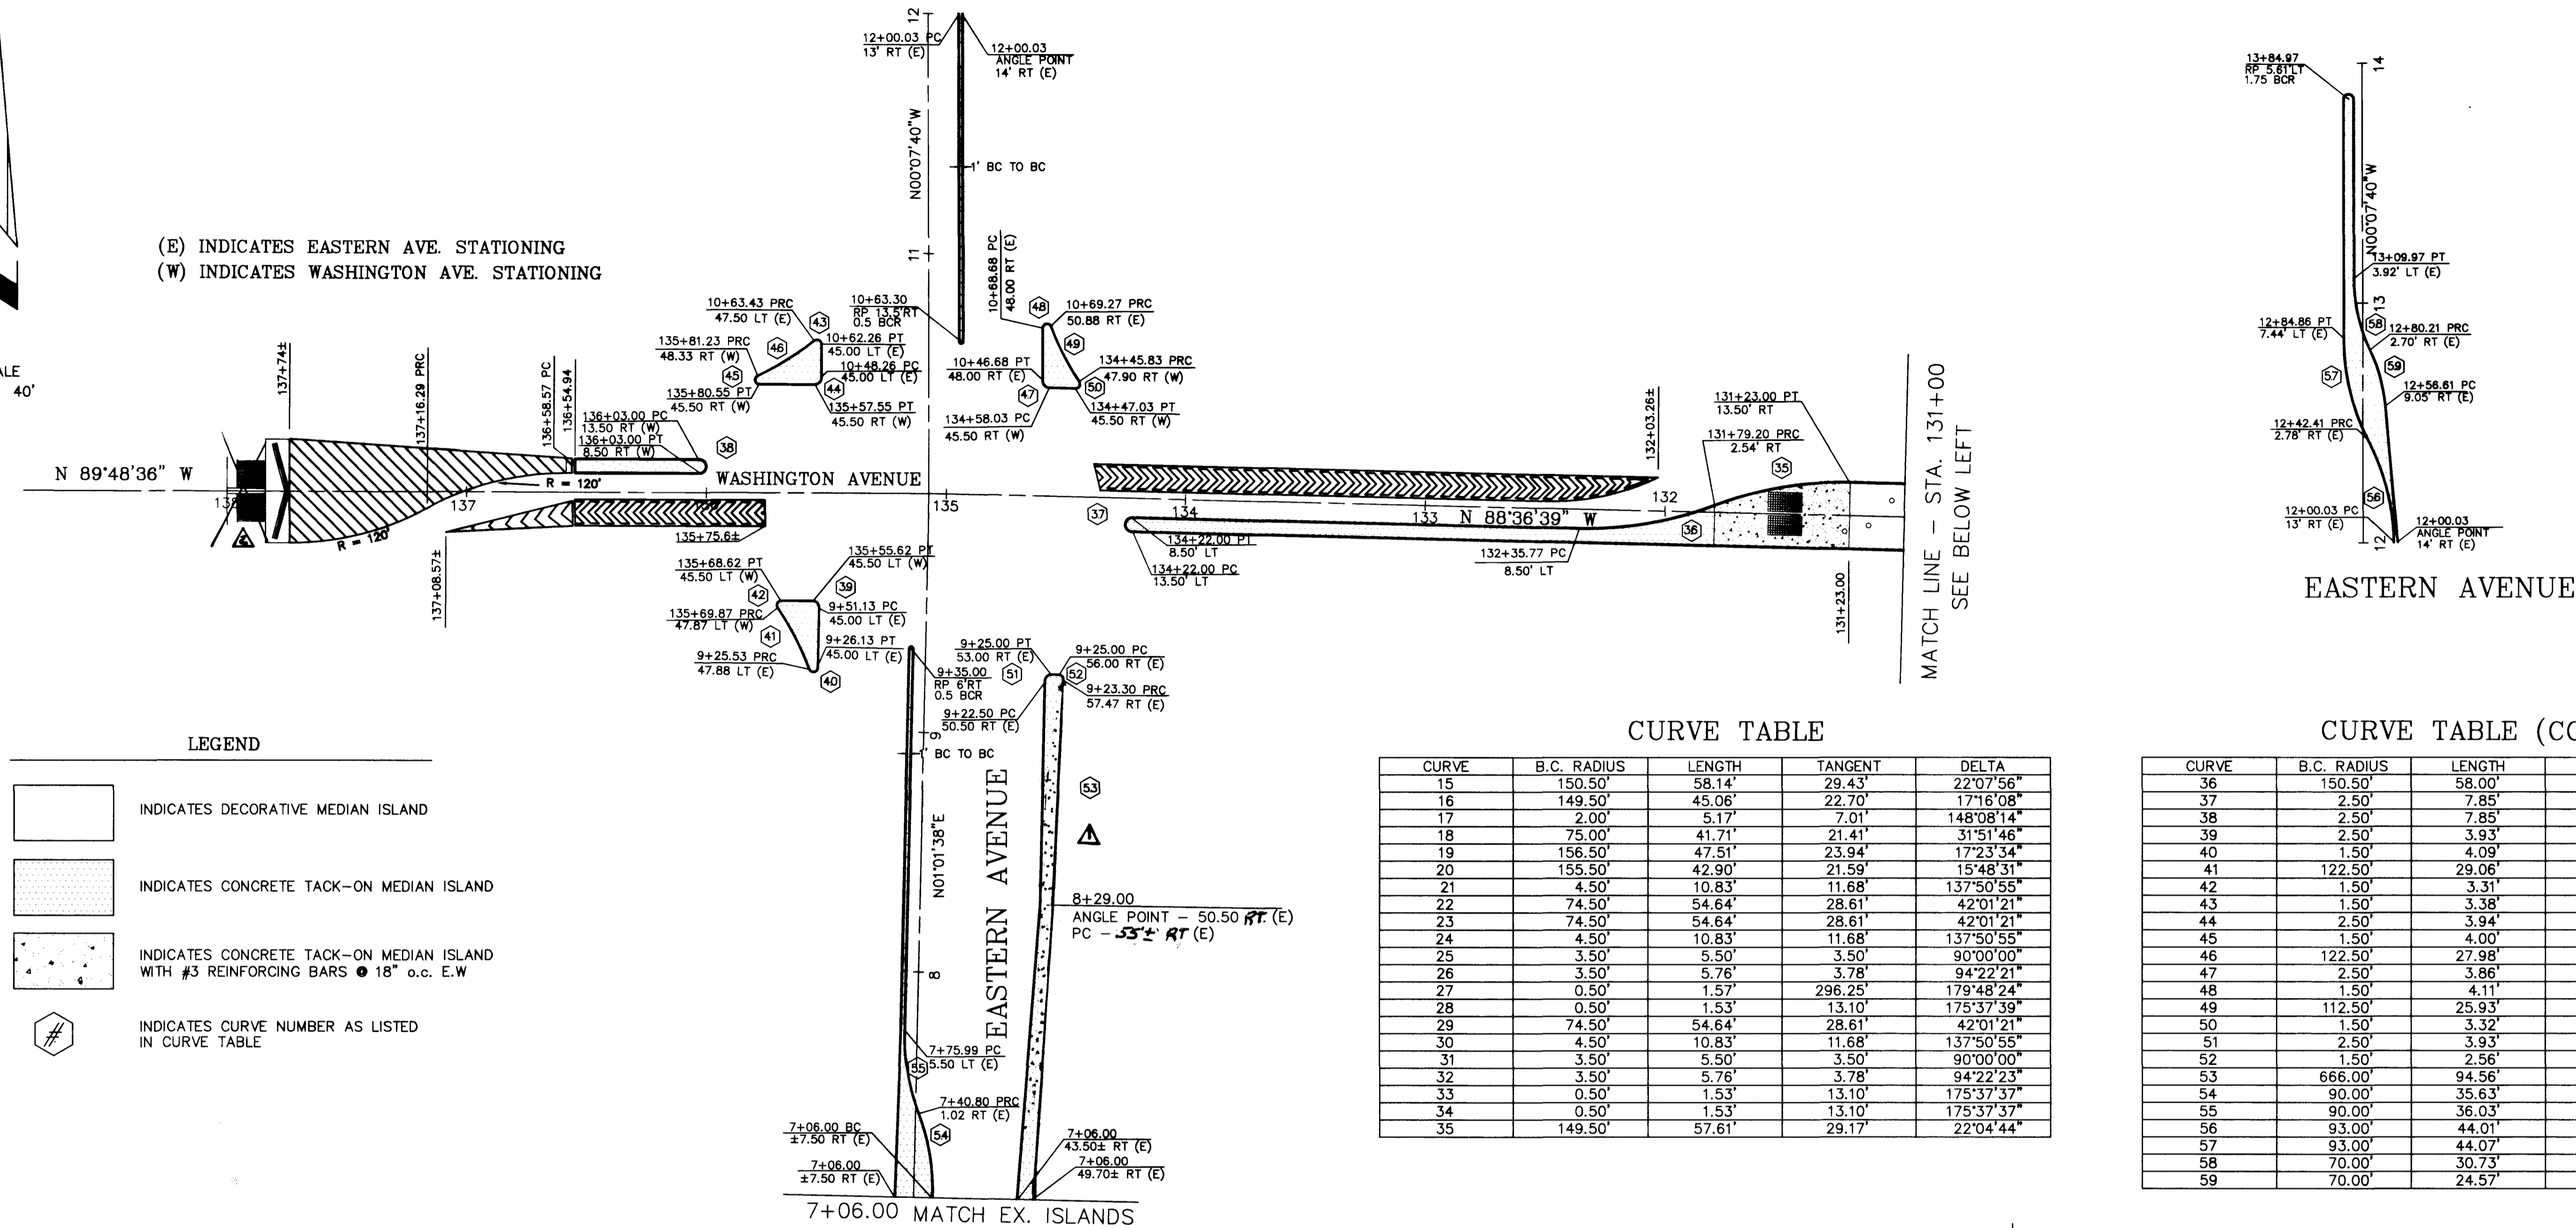 12
12+00.03 PC
13' RT (E)
12+00.03
ANGLE POINT
14' RT (E)
N00°07'40"W
1' BC TO BC
11
(E) INDICATES EASTERN AVE. STATIONING
(W) INDICATES WASHINGTON AVE. STATIONING
ALE
40'
10+63.43 PRC
47.50 LT (E)
43
10+63.30
RP 13.5'RT
0.5 BCR
10+68.68 PC
48.00 RT (E)
48
10+69.27 PRC
50.88 RT (E)
135+81.23 PRC
48.33 RT (W)
46
10+62.26 PT
45.00 LT (E)
49
45
10+48.26 PC
45.00 LT (E)
10+46.68 PT
48.00 RT (E)
134+45.83 PRC
47.90 RT (W)
135+80.55 PT
45.50 RT (W)
44
135+57.55 PT
45.50 RT (W)
47
50
134+58.03 PC
45.50 RT (W)
134+47.03 PT
45.50 RT (W)
137+74±
137+16.29 PRC
136+58.57 PC
136+54.94
136+03.00 PC
13.50 RT (W)
136+03.00 PT
8.50 RT (W)
38
N 89°48'36" W
R = 120'
WASHINGTON AVENUE
138
137
136
135
134
133
132
R = 120'
137+08.57±
135+75.6±
37
134+22.00 PT
8.50' LT
134+22.00 PC
13.50' LT
N 88°36'39" W
132+35.77 PC
8.50' LT
132+03.26±
131+23.00 PT
13.50' RT
131+79.20 PRC
2.54' RT
35
36
131+23.00
MATCH LINE - STA. 131+00
SEE BELOW LEFT
135+68.62 PT
45.50 LT (W)
135+55.62 PT
45.50 LT (W)
42
39
135+69.87 PRC
47.87 LT (W)
9+51.13 PC
45.00 LT (E)
41
9+26.13 PT
45.00 LT (E)
9+25.53 PRC
47.88 LT (E)
40
9+35.00
RP 6'RT
0.5 BCR
9+25.00 PT
53.00 RT (E)
51
9+25.00 PC
56.00 RT (E)
52
9+23.30 PRC
57.47 RT (E)
9+22.50 PC
50.50 RT (E)
9
1' BC TO BC
N01°01'38"E
EASTERN AVENUE
53
1
8+29.00
ANGLE POINT - 50.50 RT. (E)
PC - 55'± RT (E)
8
7+75.99 PC
5.50 LT (E)
55
7+40.80 PRC
1.02 RT (E)
54
7+06.00 BC
±7.50 RT (E)
7+06.00
±7.50 RT (E)
7+06.00
43.50± RT (E)
7+06.00
49.70± RT (E)
7+06.00 MATCH EX. ISLANDS
LEGEND
INDICATES DECORATIVE MEDIAN ISLAND
INDICATES CONCRETE TACK-ON MEDIAN ISLAND
INDICATES CONCRETE TACK-ON MEDIAN ISLAND
WITH #3 REINFORCING BARS @ 18" o.c. E.W
#
INDICATES CURVE NUMBER AS LISTED
IN CURVE TABLE
13+84.97
RP 5.61'LT
1.75 BCR
14
N00°07'40"W
13+09.97 PT
3.92' LT (E)
13
12+84.86 PT
7.44' LT (E)
58
12+80.21 PRC
2.70' RT (E)
57
59
12+56.61 PC
9.05' RT (E)
12+42.41 PRC
2.78' RT (E)
56
12+00.03 PC
13' RT (E)
12
12+00.03
ANGLE POINT
14' RT (E)
EASTERN AVENUE
CURVE TABLE
CURVE B.C. RADIUS LENGTH TANGENT DELTA
15 150.50' 58.14' 29.43' 22°07'56"
16 149.50' 45.06' 22.70' 17°16'08"
17 2.00' 5.17' 7.01' 148°08'14"
18 75.00' 41.71' 21.41' 31°51'46"
19 156.50' 47.51' 23.94' 17°23'34"
20 155.50' 42.90' 21.59' 15°48'31"
21 4.50' 10.83' 11.68' 137°50'55"
22 74.50' 54.64' 28.61' 42°01'21"
23 74.50' 54.64' 28.61' 42°01'21"
24 4.50' 10.83' 11.68' 137°50'55"
25 3.50' 5.50' 3.50' 90°00'00"
26 3.50' 5.76' 3.78' 94°22'21"
27 0.50' 1.57' 296.25' 179°48'24"
28 0.50' 1.53' 13.10' 175°37'39"
29 74.50' 54.64' 28.61' 42°01'21"
30 4.50' 10.83' 11.68' 137°50'55"
31 3.50' 5.50' 3.50' 90°00'00"
32 3.50' 5.76' 3.78' 94°22'23"
33 0.50' 1.53' 13.10' 175°37'37"
34 0.50' 1.53' 13.10' 175°37'37"
35 149.50' 57.61' 29.17' 22°04'44"
CURVE TABLE (CO
CURVE B.C. RADIUS LENGTH
36 150.50' 58.00'
37 2.50' 7.85'
38 2.50' 7.85'
39 2.50' 3.93'
40 1.50' 4.09'
41 122.50' 29.06'
42 1.50' 3.31'
43 1.50' 3.38'
44 2.50' 3.94'
45 1.50' 4.00'
46 122.50' 27.98'
47 2.50' 3.86'
48 1.50' 4.11'
49 112.50' 25.93'
50 1.50' 3.32'
51 2.50' 3.93'
52 1.50' 2.56'
53 666.00' 94.56'
54 90.00' 35.63'
55 90.00' 36.03'
56 93.00' 44.01'
57 93.00' 44.07'
58 70.00' 30.73'
59 70.00' 24.57'